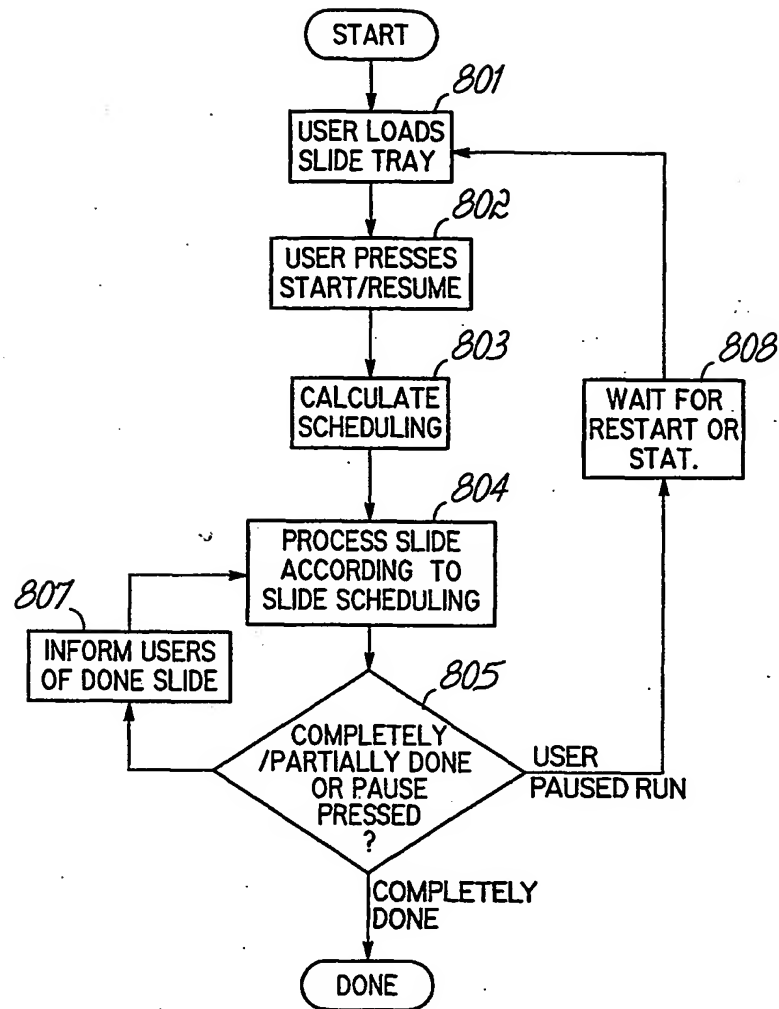 START
801
USER LOADS
SLIDE TRAY
802
USER PRESSES
START/RESUME
803
CALCULATE
SCHEDULING
808
WAIT FOR
RESTART OR
STAT.
804
PROCESS SLIDE
ACCORDING TO
SLIDE SCHEDULING
807
INFORM USERS
OF DONE SLIDE
805
COMPLETELY
/PARTIALLY DONE
OR PAUSE
PRESSED
?
USER
PAUSED RUN
COMPLETELY
DONE
DONE